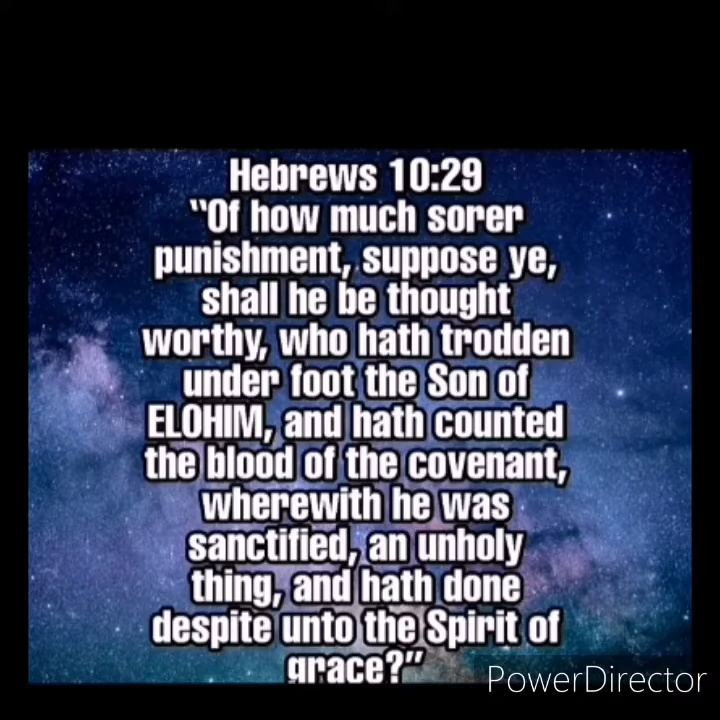 Hebrews 10:29
“Of how much sorer
punishment, suppose ye,
shall he be thought
worthy, who hath trodden
under foot the Son of
ELOHIM, and hath counted
the blood of the covenant,
wherewith he was
sanctified, an unholy
thing, and hath done
despite unto the Spirit of
grace?”
PowerDirector